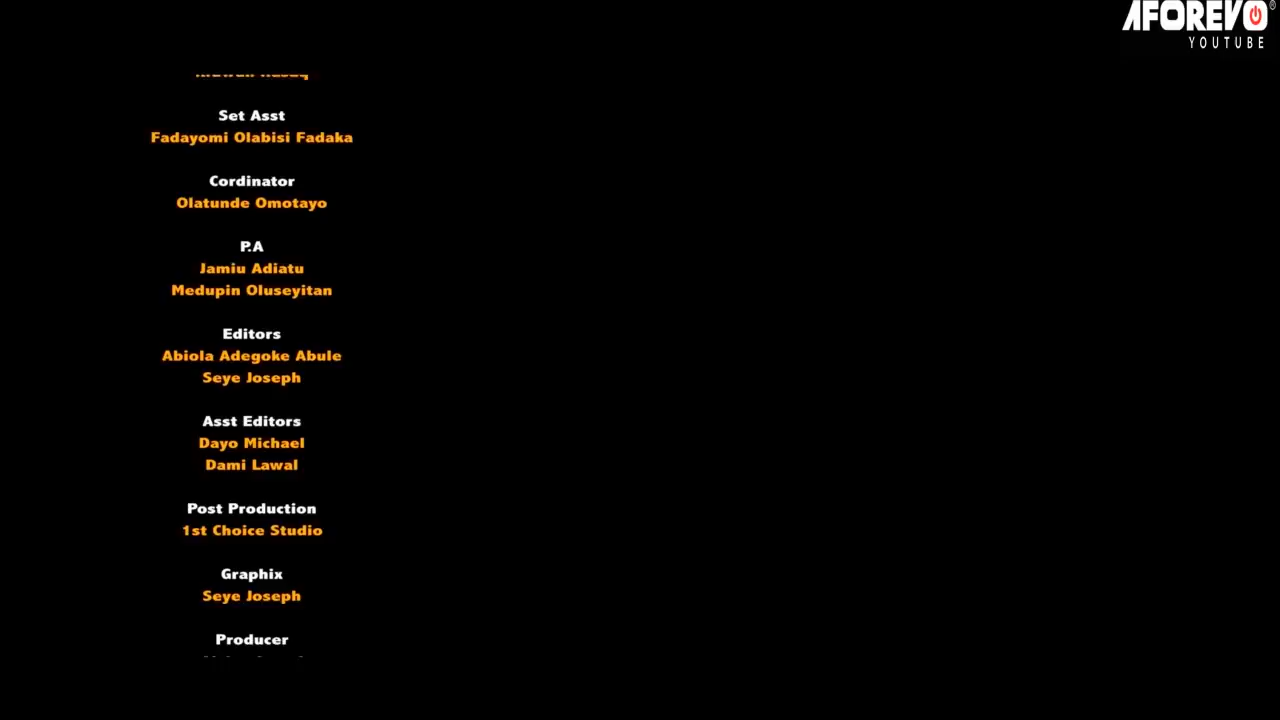 AFOREVO
YOUTUBE
Set Asst
Fadayomi Olabisi Fadaka
Cordinator
Olatunde Omotayo
P.A
Jamiu Adiatu
Medupin Oluseyitan
Editors
Abiola Adegoke Abule
Seye Joseph
Asst Editors
Dayo Michael
Dami Lawal
Post Production
1st Choice Studio
Graphix
Seye Joseph
Producer